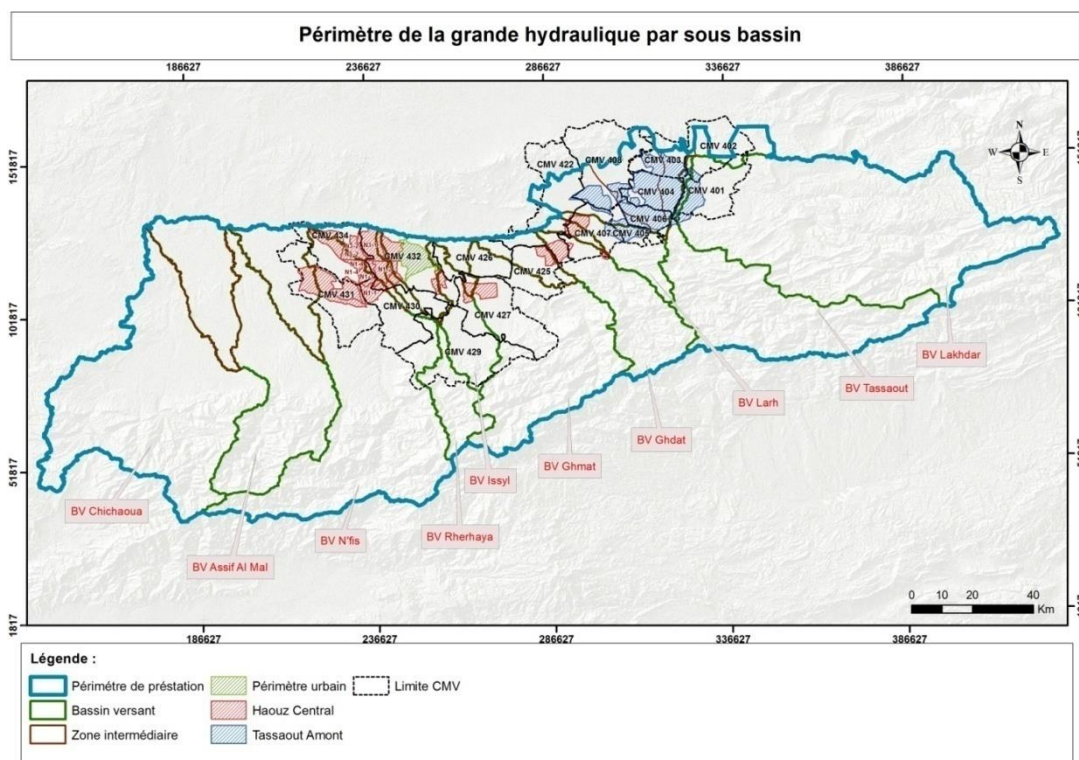 Périmètre de la grande hydraulique par sous bassin
186627 236627 286627 336627 386627
151817
101817
51817
1817
N
W E
S
CMV 402
CMV 422
CMV 403
CMV 401
CMV 404
CMV 406
CMV 407
CMV 434
CMV 432
CMV 426
CMV 425
CMV 431
CMV 430
CMV 427
CMV 429
BV Lakhdar
BV Tassaout
BV Larh
BV Ghdat
BV Ghmat
BV Issyl
BV Rherhaya
BV N'fis
BV Assif Al Mal
BV Chichaoua
0 10 20 40
Km
186627 236627 286627 336627 386627
Légende :
Périmétre de préstation Périmètre urbain Limite CMV
Bassin versant Haouz Central
Zone intermédiaire Tassaout Amont